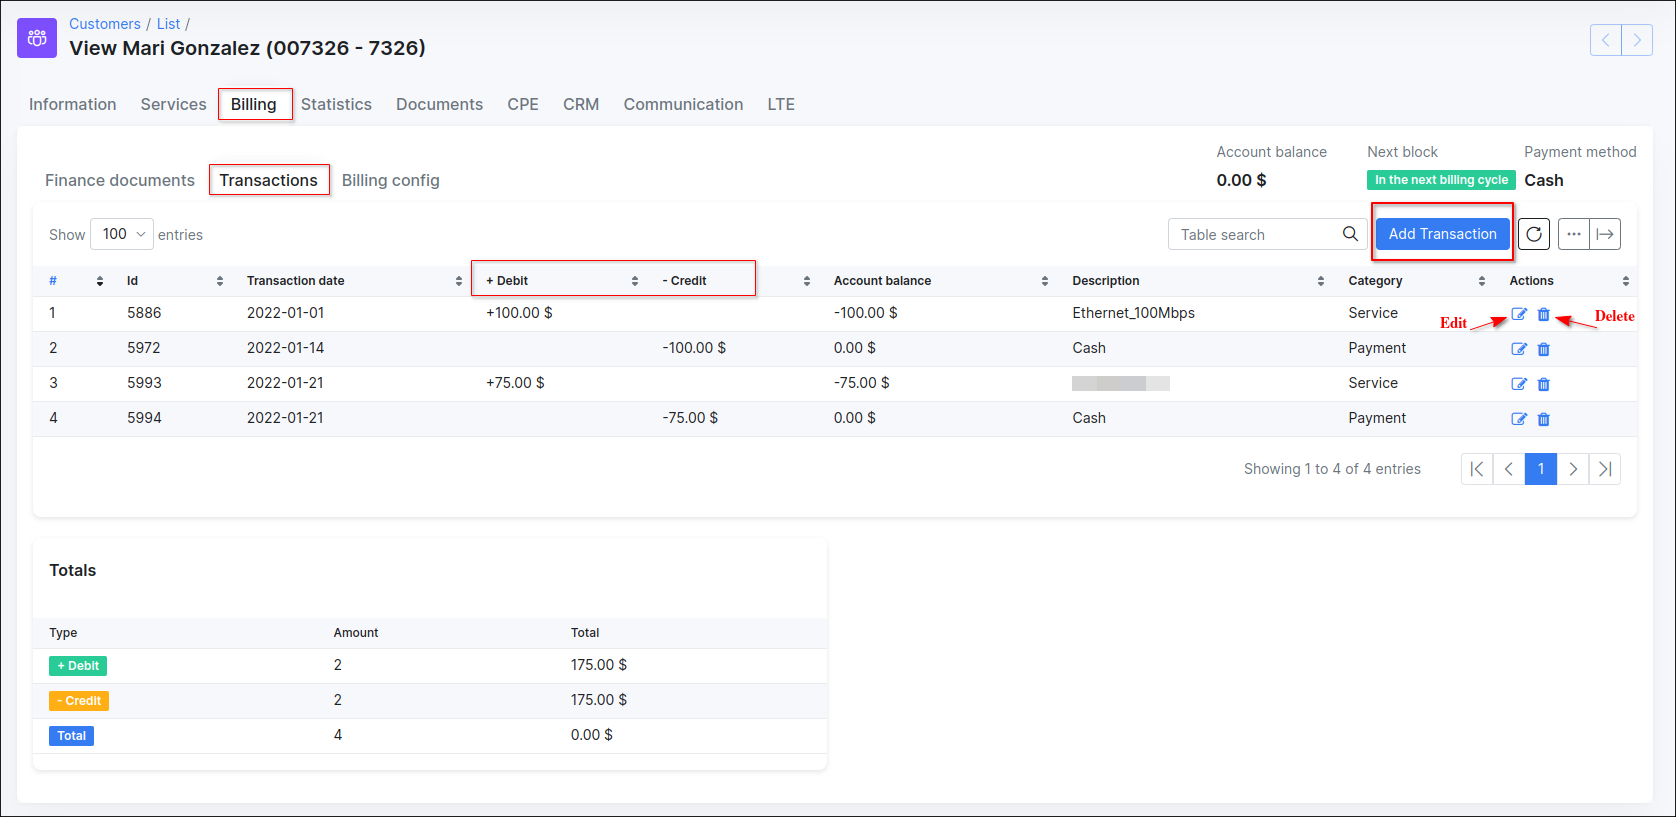 Customers / List /
View Mari Gonzalez (007326 - 7326)
Information Services Billing Statistics Documents CPE CRM Communication LTE
Account balance Next block Payment method
0.00 $ In the next billing cycle Cash
Finance documents Transactions Billing config
Show 100 entries Table search Add Transaction
# Id Transaction date + Debit - Credit Account balance Description Category Actions
1 5886 2022-01-01 +100.00 $ -100.00 $ Ethernet_100Mbps Service Edit Delete
2 5972 2022-01-14 -100.00 $ 0.00 $ Cash Payment
3 5993 2022-01-21 +75.00 $ -75.00 $ Service
4 5994 2022-01-21 -75.00 $ 0.00 $ Cash Payment
Showing 1 to 4 of 4 entries 1
Totals
Type Amount Total
+ Debit 2 175.00 $
- Credit 2 175.00 $
Total 4 0.00 $